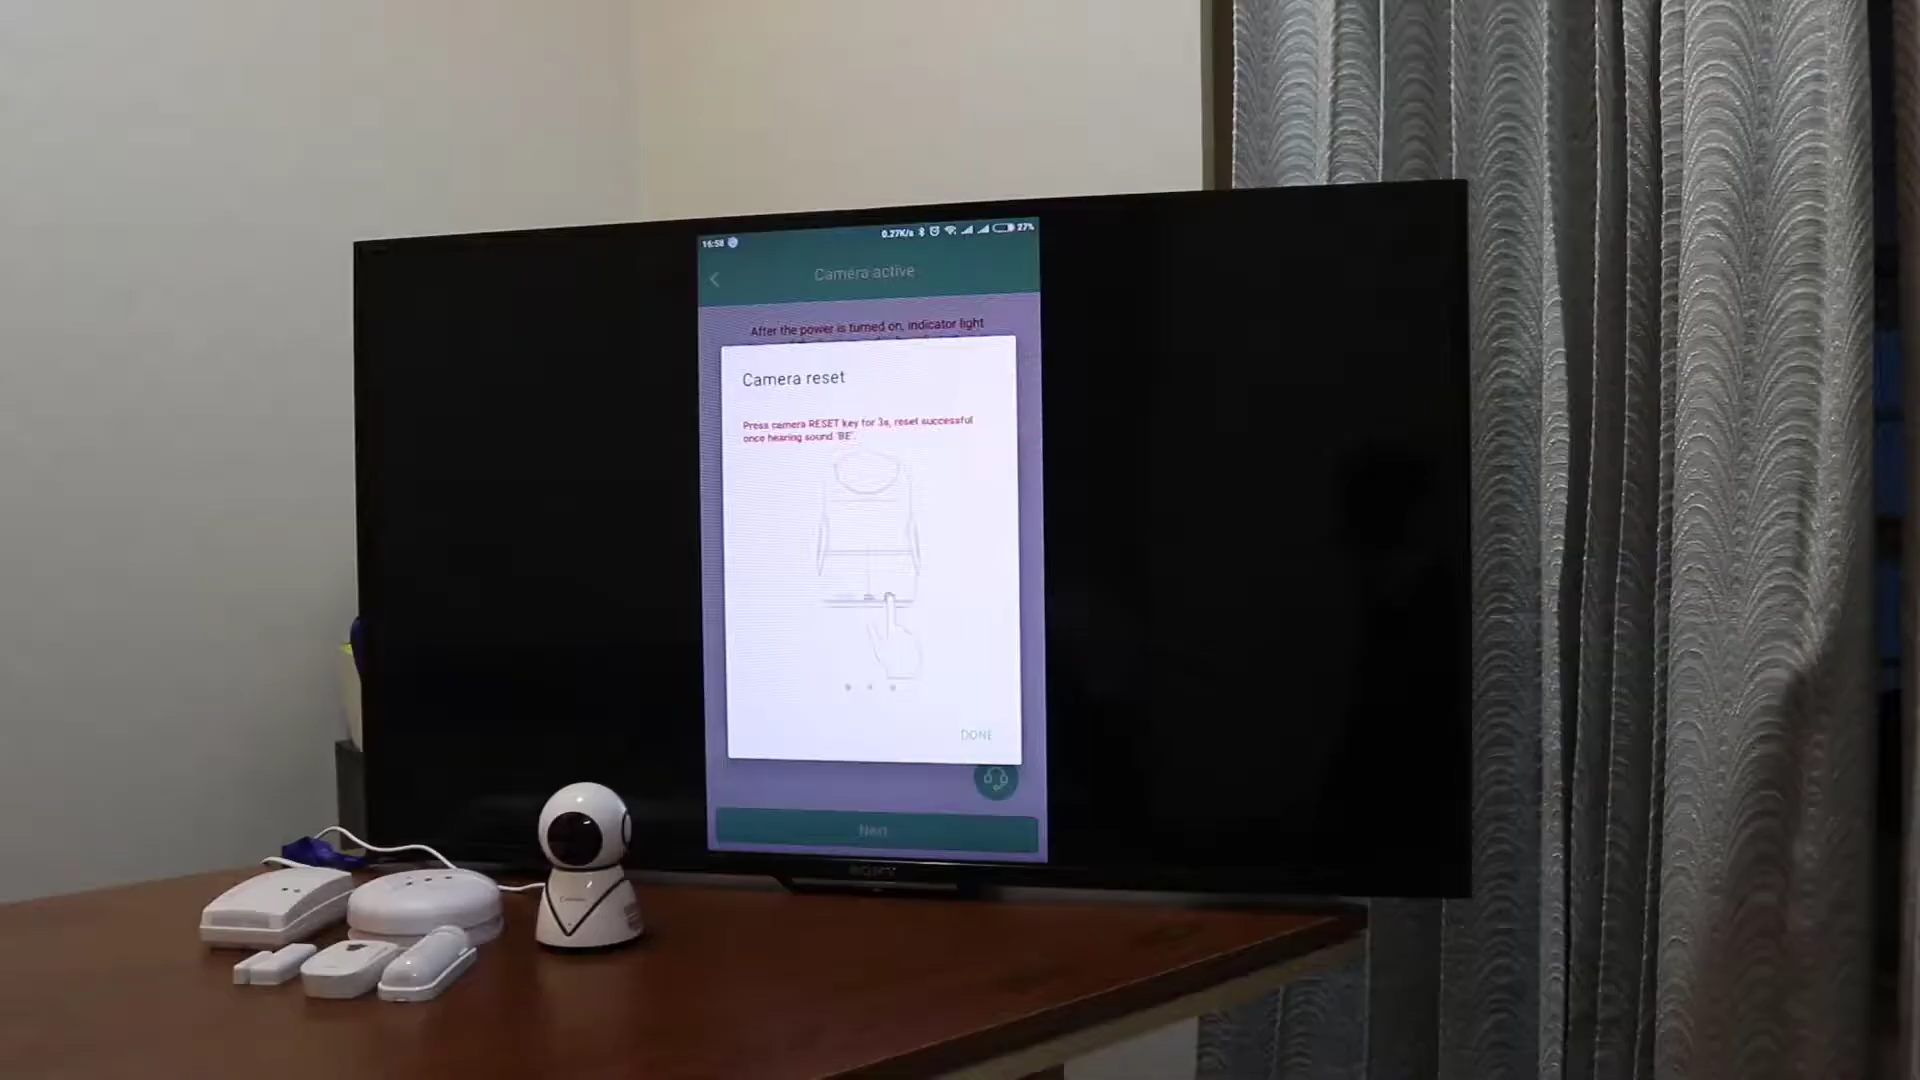 16:58
0.27K/s
27%
Camera active
After the power is turned on, indicator light
Camera reset
Press camera RESET key for 3s, reset successful
once hearing sound 'BE'.
DONE
Next
SONY